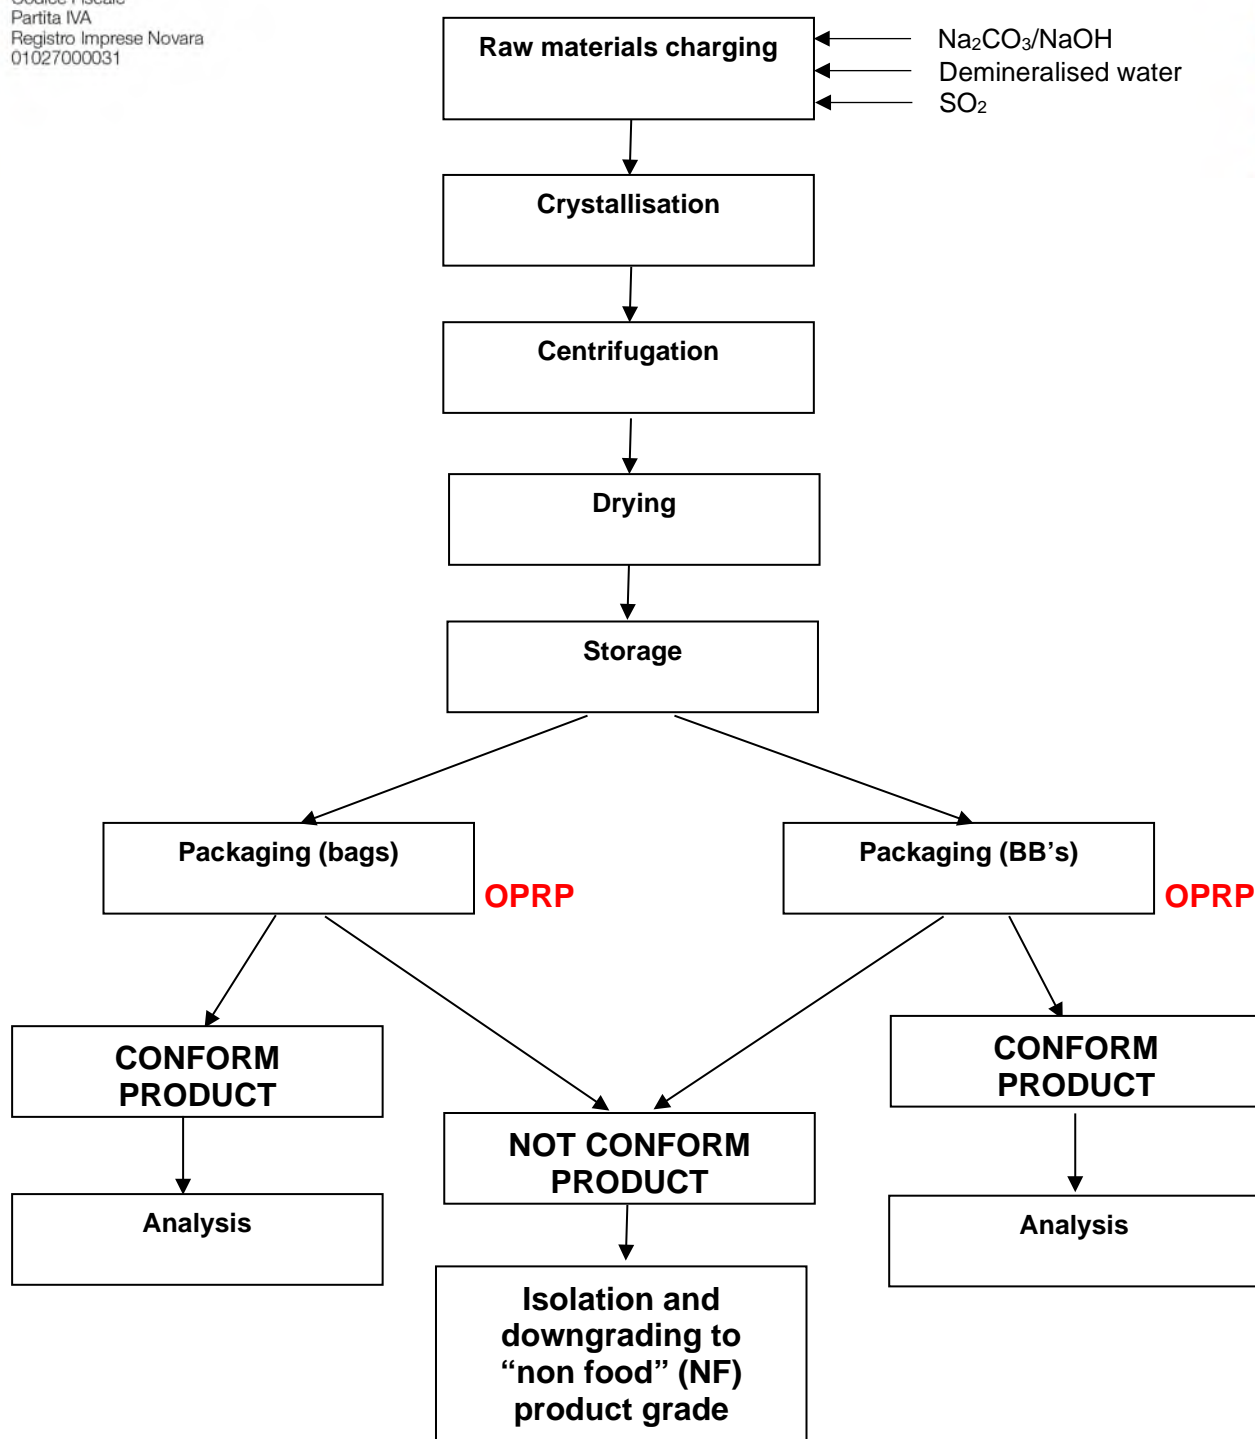 Codice Fiscale
Partita IVA
Registro Imprese Novara
01027000031
Raw materials charging
Na₂CO₃/NaOH
Demineralised water
SO₂
Crystallisation
Centrifugation
Drying
Storage
Packaging (bags)
OPRP
Packaging (BB’s)
OPRP
CONFORM
PRODUCT
CONFORM
PRODUCT
NOT CONFORM
PRODUCT
Analysis
Analysis
Isolation and
downgrading to
“non food” (NF)
product grade